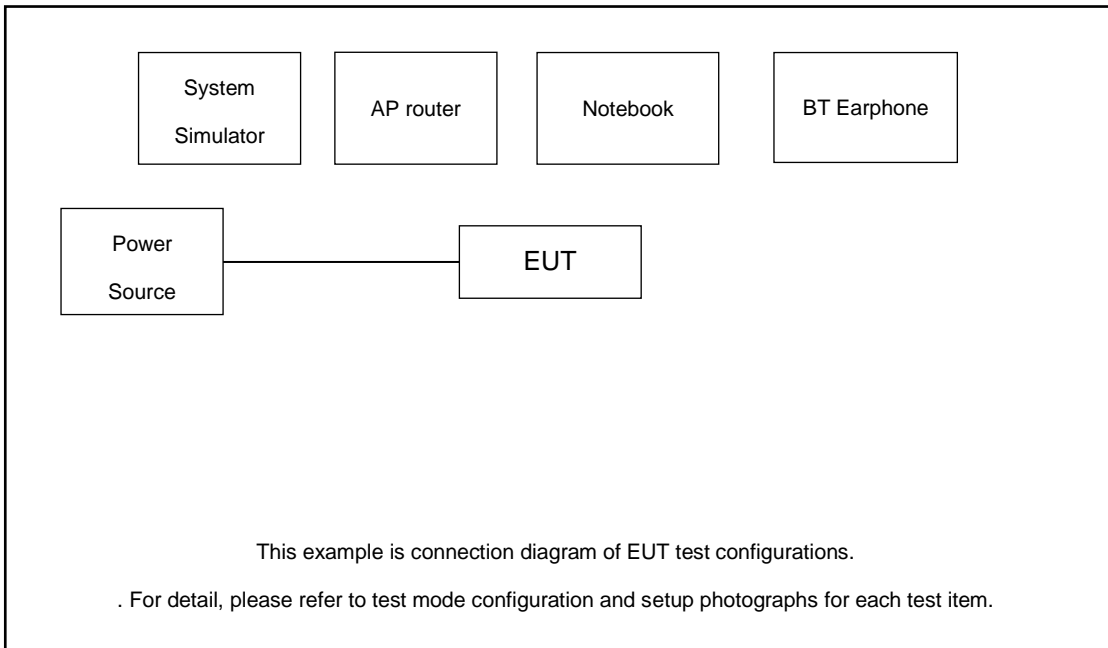 System
Simulator
AP router
Notebook
BT Earphone
Power
Source
EUT
This example is connection diagram of EUT test configurations.
. For detail, please refer to test mode configuration and setup photographs for each test item.